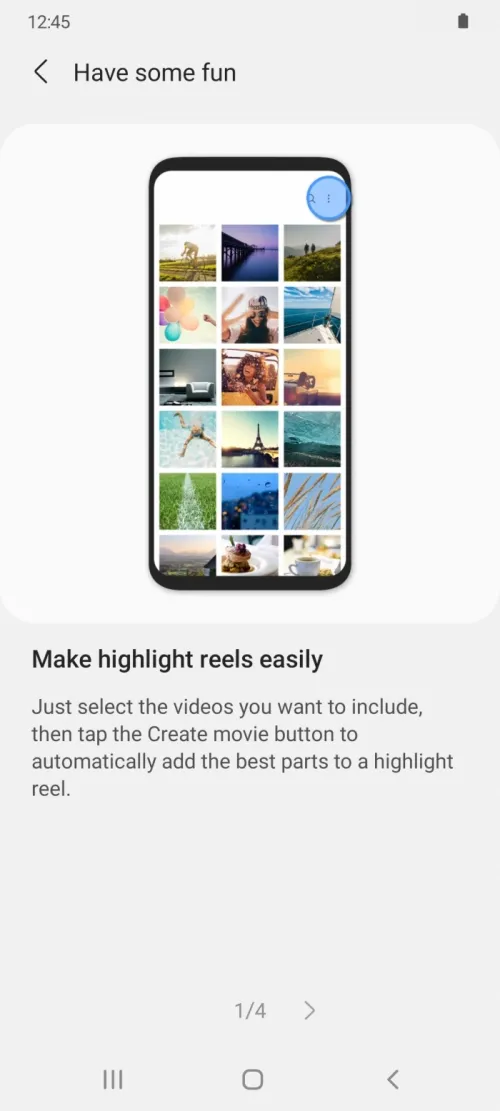 12:45
Have some fun
Make highlight reels easily
Just select the videos you want to include,
then tap the Create movie button to
automatically add the best parts to a highlight
reel.
1/4